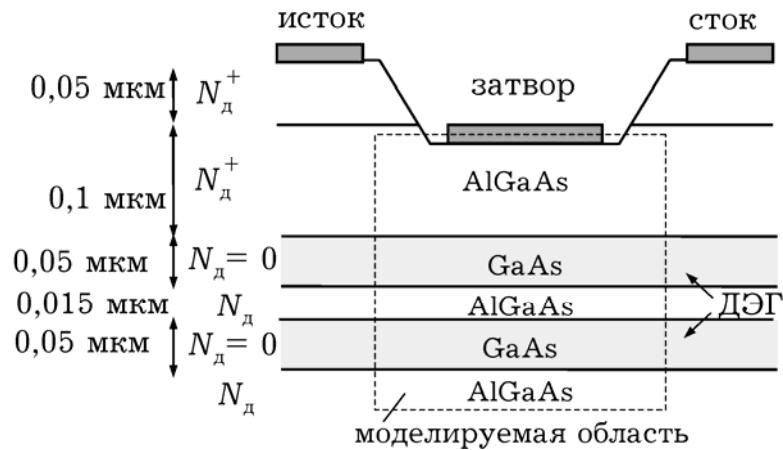 исток
сток
0,05 мкм
N_д^+
затвор
0,1 мкм
N_д^+
AlGaAs
0,05 мкм
N_д = 0
GaAs
0,015 мкм
N_д
AlGaAs
ДЭГ
0,05 мкм
N_д = 0
GaAs
N_д
AlGaAs
моделируемая область